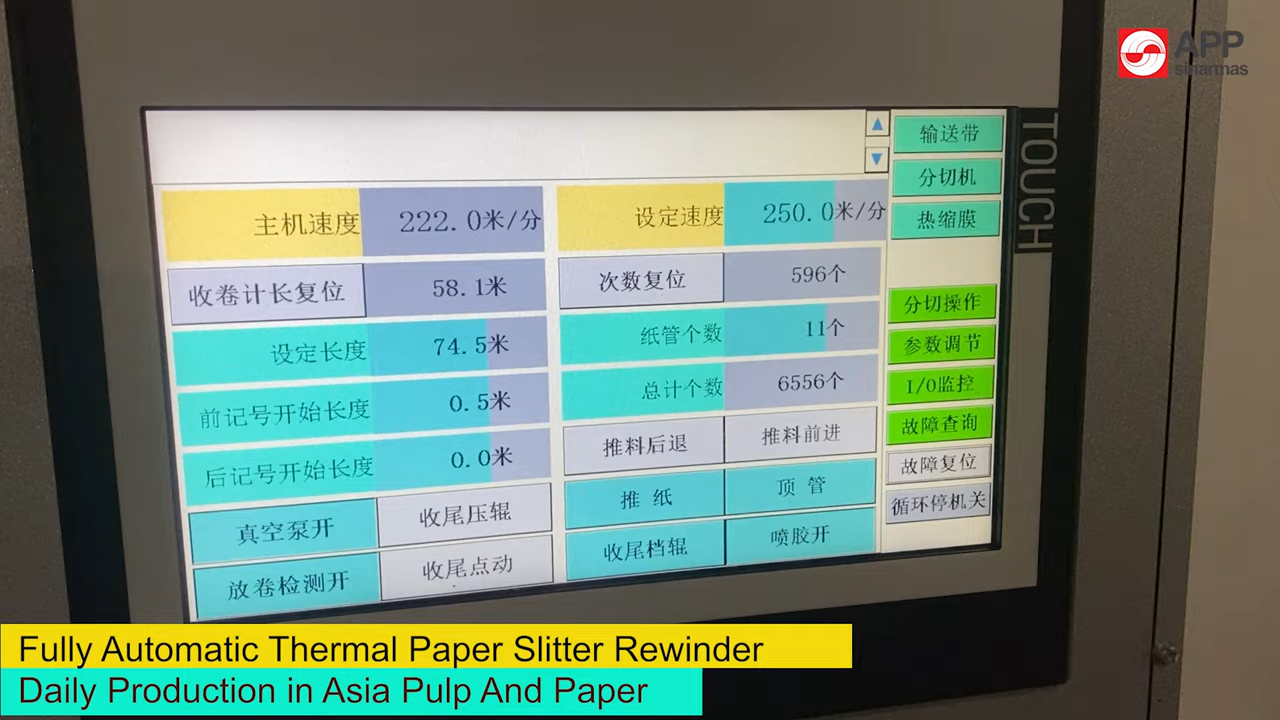 APP
sinarmas
TOUCH
主机速度 222.0米/分 设定速度 250.0米/分
收卷计长复位 58.1米 次数复位 596个
设定长度 74.5米 纸管个数 11个
前记号开始长度 0.5米 总计个数 6556个
后记号开始长度 0.0米 推料后退 推料前进
真空泵开 收尾压辊 推纸 顶管
放卷检测开 收尾点动 收尾档辊 喷胶开
输送带
分切机
热缩膜
分切操作
参数调节
I/O监控
故障查询
故障复位
循环停机关
Fully Automatic Thermal Paper Slitter Rewinder
Daily Production in Asia Pulp And Paper